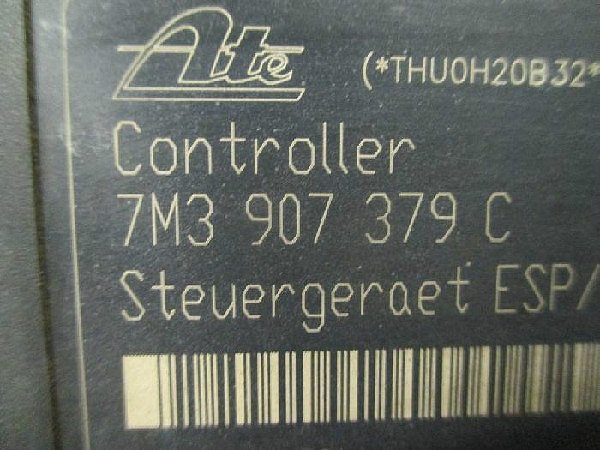 Ate (*THU0H20B32*
Controller
7M3 907 379 C
Steuergeraet ESP/